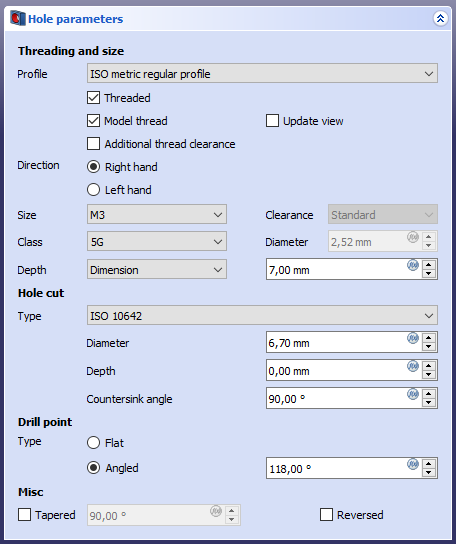 Hole parameters
Threading and size
Profile ISO metric regular profile
Threaded
Model thread Update view
Additional thread clearance
Direction Right hand
Left hand
Size M3 Clearance Standard
Class 5G Diameter 2,52 mm
Depth Dimension 7,00 mm
Hole cut
Type ISO 10642
Diameter 6,70 mm
Depth 0,00 mm
Countersink angle 90,00 °
Drill point
Type Flat
Angled 118,00 °
Misc
Tapered 90,00 ° Reversed